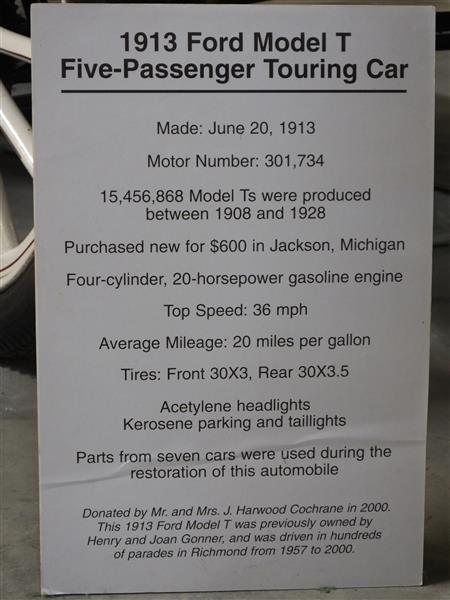 1913 Ford Model T
Five-Passenger Touring Car
Made: June 20, 1913
Motor Number: 301,734
15,456,868 Model Ts were produced
between 1908 and 1928
Purchased new for $600 in Jackson, Michigan
Four-cylinder, 20-horsepower gasoline engine
Top Speed: 36 mph
Average Mileage: 20 miles per gallon
Tires: Front 30X3, Rear 30X3.5
Acetylene headlights
Kerosene parking and taillights
Parts from seven cars were used during the
restoration of this automobile
Donated by Mr. and Mrs. J. Harwood Cochrane in 2000.
This 1913 Ford Model T was previously owned by
Henry and Joan Gonner, and was driven in hundreds
of parades in Richmond from 1957 to 2000.